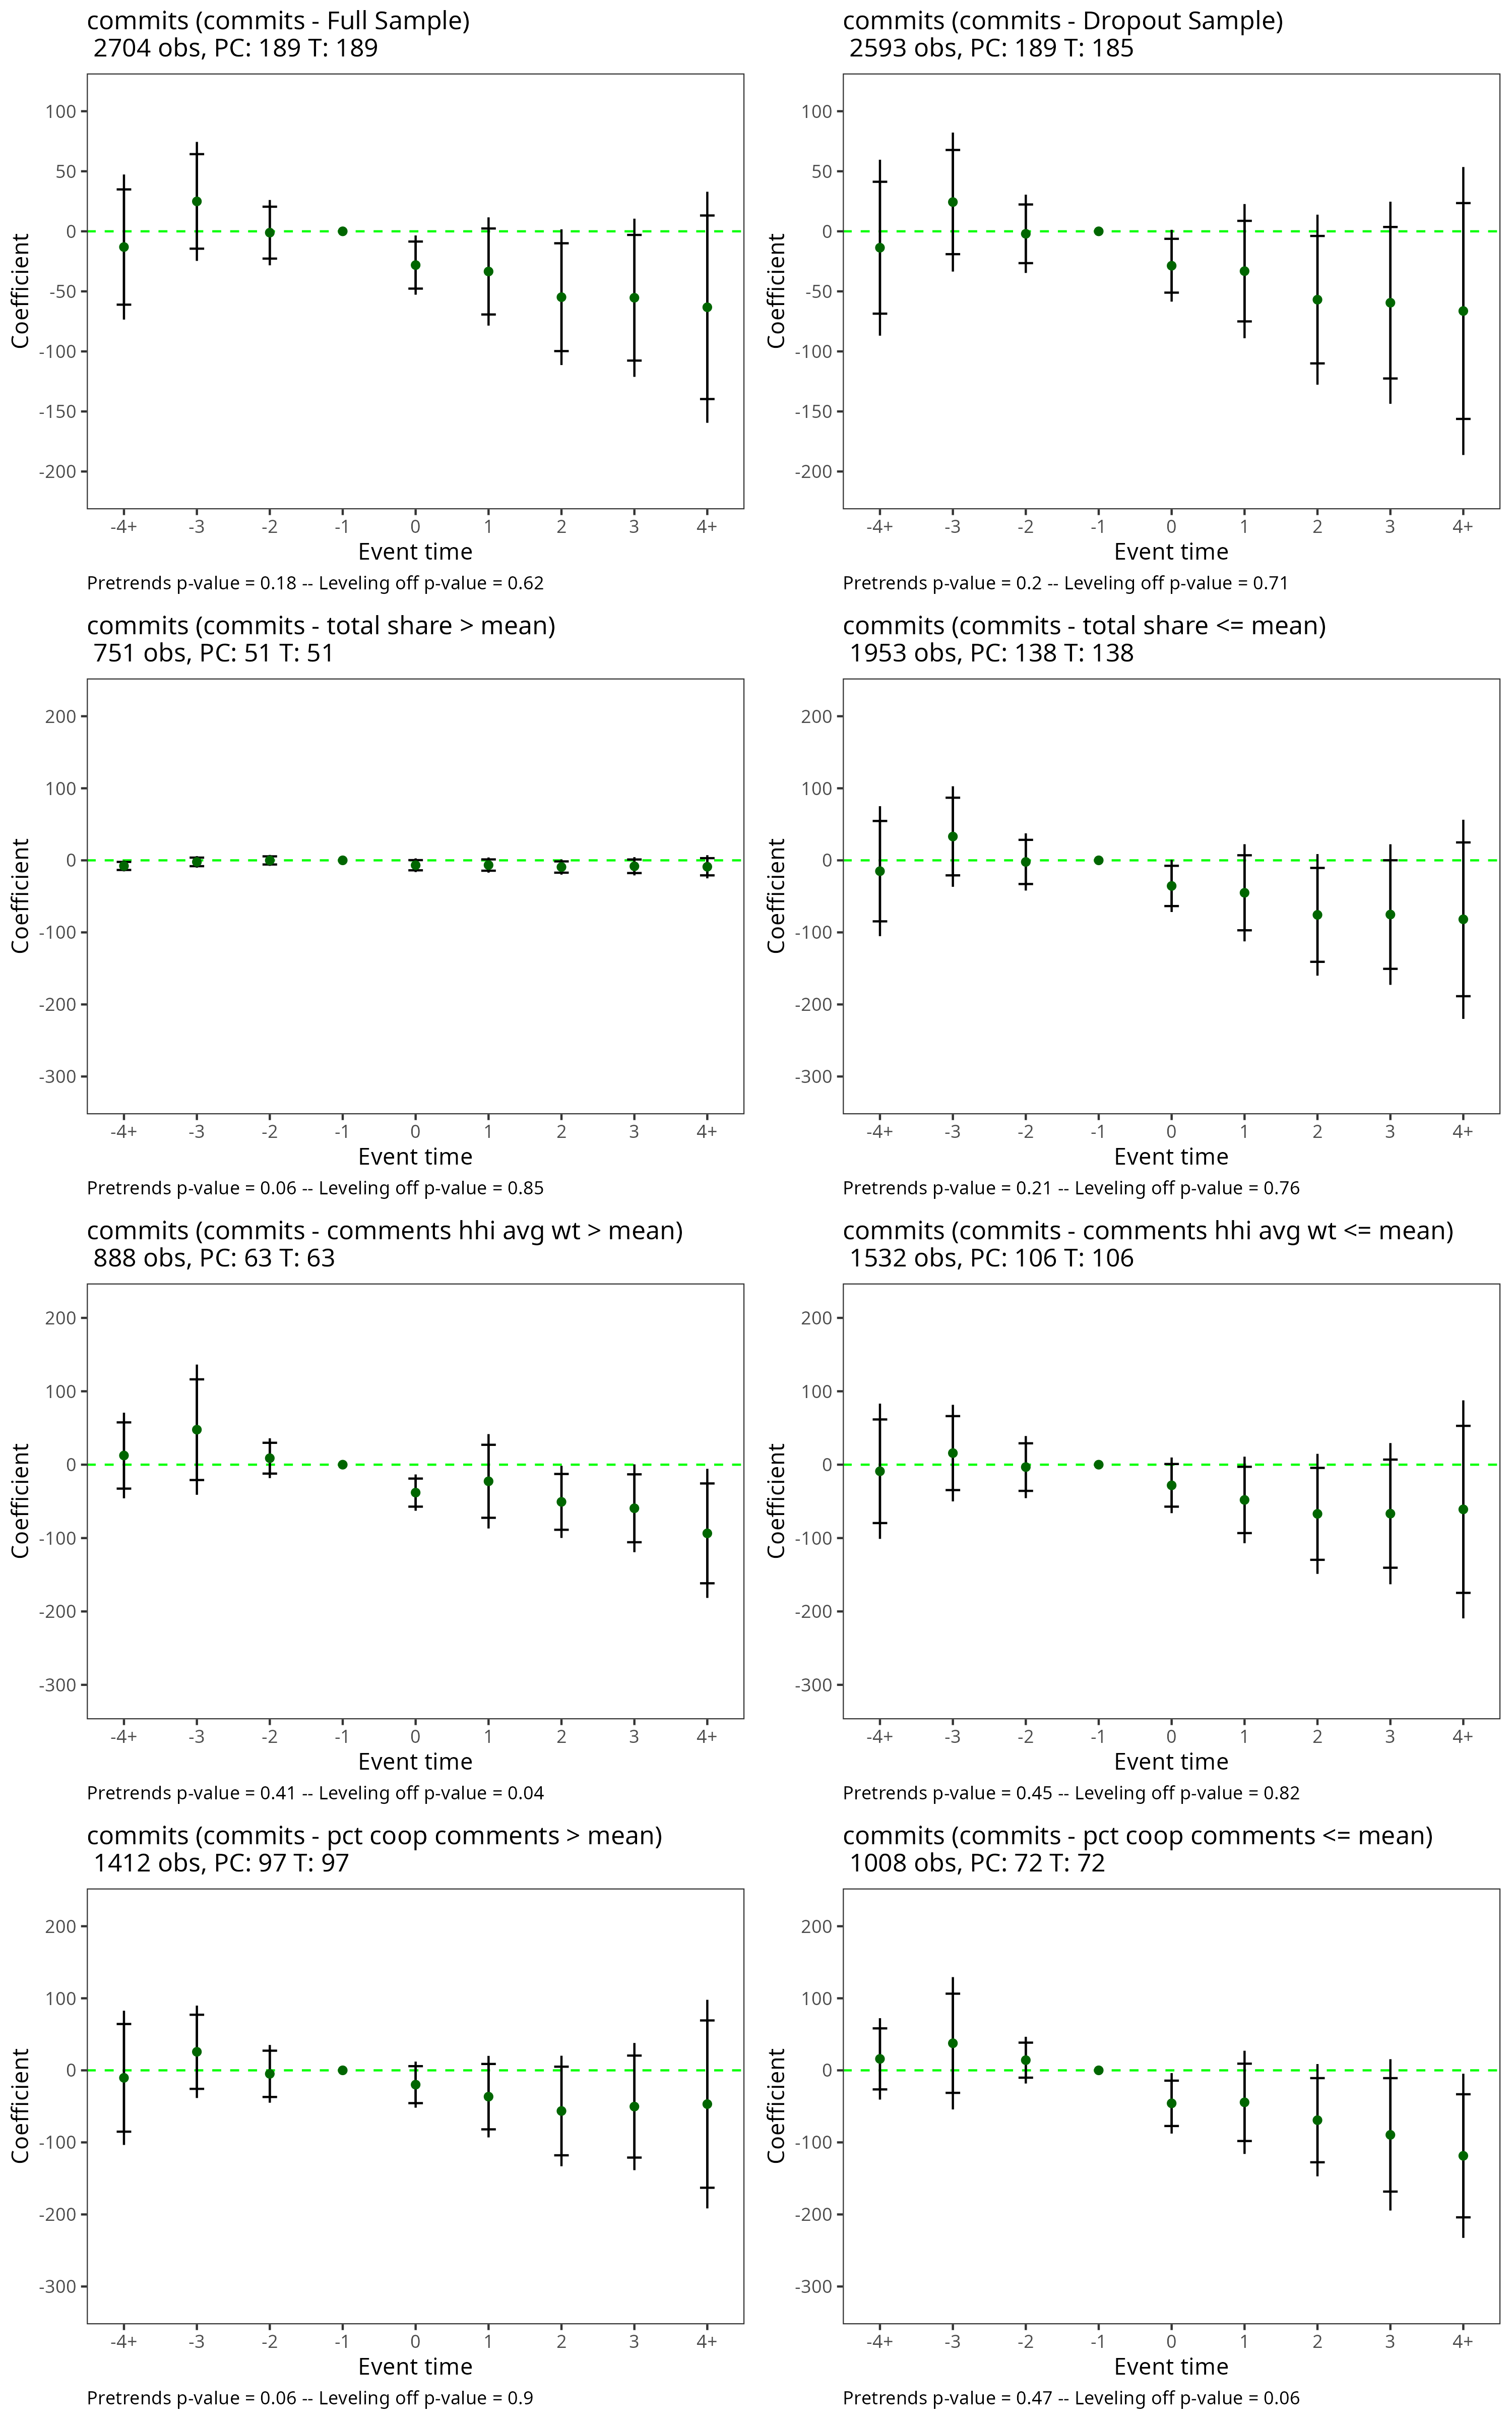 commits (commits - Full Sample)
2704 obs, PC: 189 T: 189
Coefficient
100
50
0
-50
-100
-150
-200
-4+ -3 -2 -1 0 1 2 3 4+
Event time
Pretrends p-value = 0.18 -- Leveling off p-value = 0.62
commits (commits - Dropout Sample)
2593 obs, PC: 189 T: 185
Coefficient
100
50
0
-50
-100
-150
-200
-4+ -3 -2 -1 0 1 2 3 4+
Event time
Pretrends p-value = 0.2 -- Leveling off p-value = 0.71
commits (commits - total share > mean)
751 obs, PC: 51 T: 51
Coefficient
200
100
0
-100
-200
-300
-4+ -3 -2 -1 0 1 2 3 4+
Event time
Pretrends p-value = 0.06 -- Leveling off p-value = 0.85
commits (commits - total share <= mean)
1953 obs, PC: 138 T: 138
Coefficient
200
100
0
-100
-200
-300
-4+ -3 -2 -1 0 1 2 3 4+
Event time
Pretrends p-value = 0.21 -- Leveling off p-value = 0.76
commits (commits - comments hhi avg wt > mean)
888 obs, PC: 63 T: 63
Coefficient
200
100
0
-100
-200
-300
-4+ -3 -2 -1 0 1 2 3 4+
Event time
Pretrends p-value = 0.41 -- Leveling off p-value = 0.04
commits (commits - comments hhi avg wt <= mean)
1532 obs, PC: 106 T: 106
Coefficient
200
100
0
-100
-200
-300
-4+ -3 -2 -1 0 1 2 3 4+
Event time
Pretrends p-value = 0.45 -- Leveling off p-value = 0.82
commits (commits - pct coop comments > mean)
1412 obs, PC: 97 T: 97
Coefficient
200
100
0
-100
-200
-300
-4+ -3 -2 -1 0 1 2 3 4+
Event time
Pretrends p-value = 0.06 -- Leveling off p-value = 0.9
commits (commits - pct coop comments <= mean)
1008 obs, PC: 72 T: 72
Coefficient
200
100
0
-100
-200
-300
-4+ -3 -2 -1 0 1 2 3 4+
Event time
Pretrends p-value = 0.47 -- Leveling off p-value = 0.06